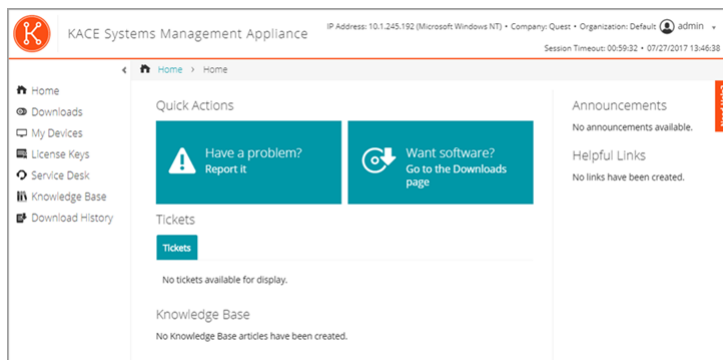 KACE Systems Management Appliance
IP Address: 10.1.245.192 (Microsoft Windows NT) • Company: Quest • Organization: Default admin
Session Timeout: 00:59:32 • 07/27/2017 13:46:38
Home › Home
Home
Downloads
My Devices
License Keys
Service Desk
Knowledge Base
Download History
Quick Actions
Have a problem?
Report it
Want software?
Go to the Downloads
page
Tickets
Tickets
No tickets available for display.
Knowledge Base
No Knowledge Base articles have been created.
Announcements
No announcements available.
Helpful Links
No links have been created.